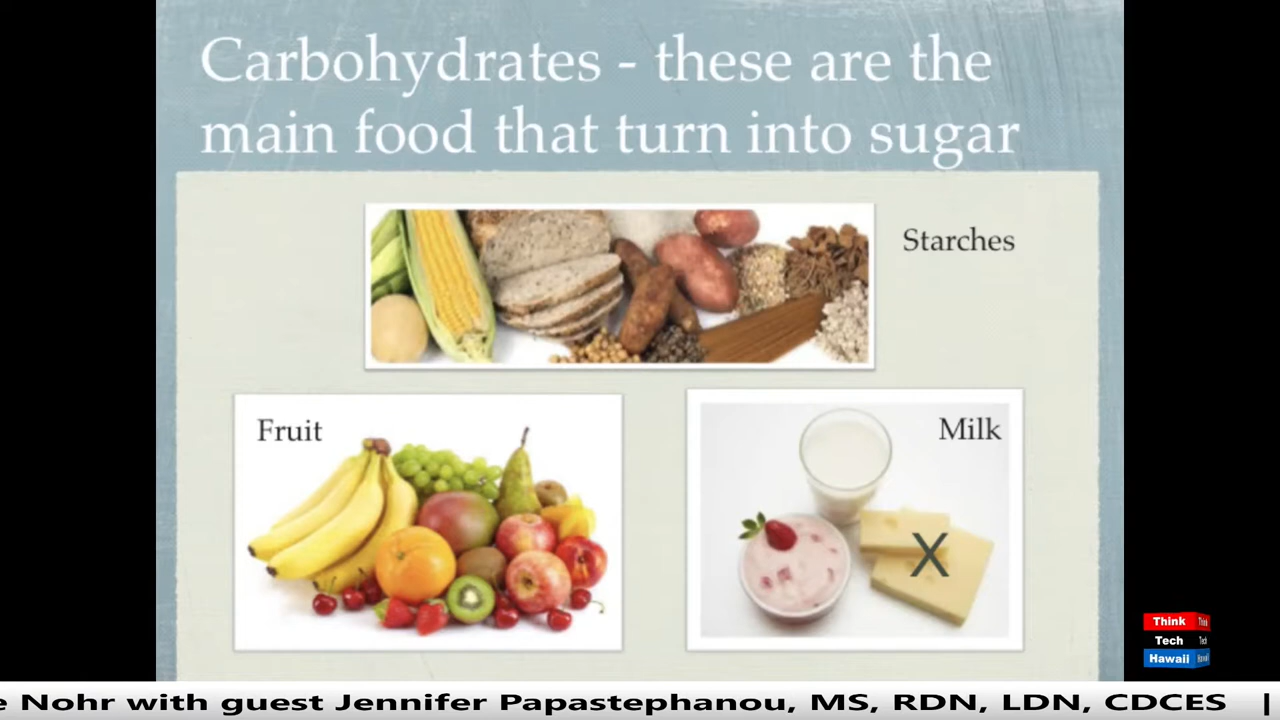 Carbohydrates - these are the
main food that turn into sugar
Starches
Fruit
Milk
X
Think
Tech
Hawaii
Nohr with guest Jennifer Papastephanou, MS, RDN, LDN, CDCES |